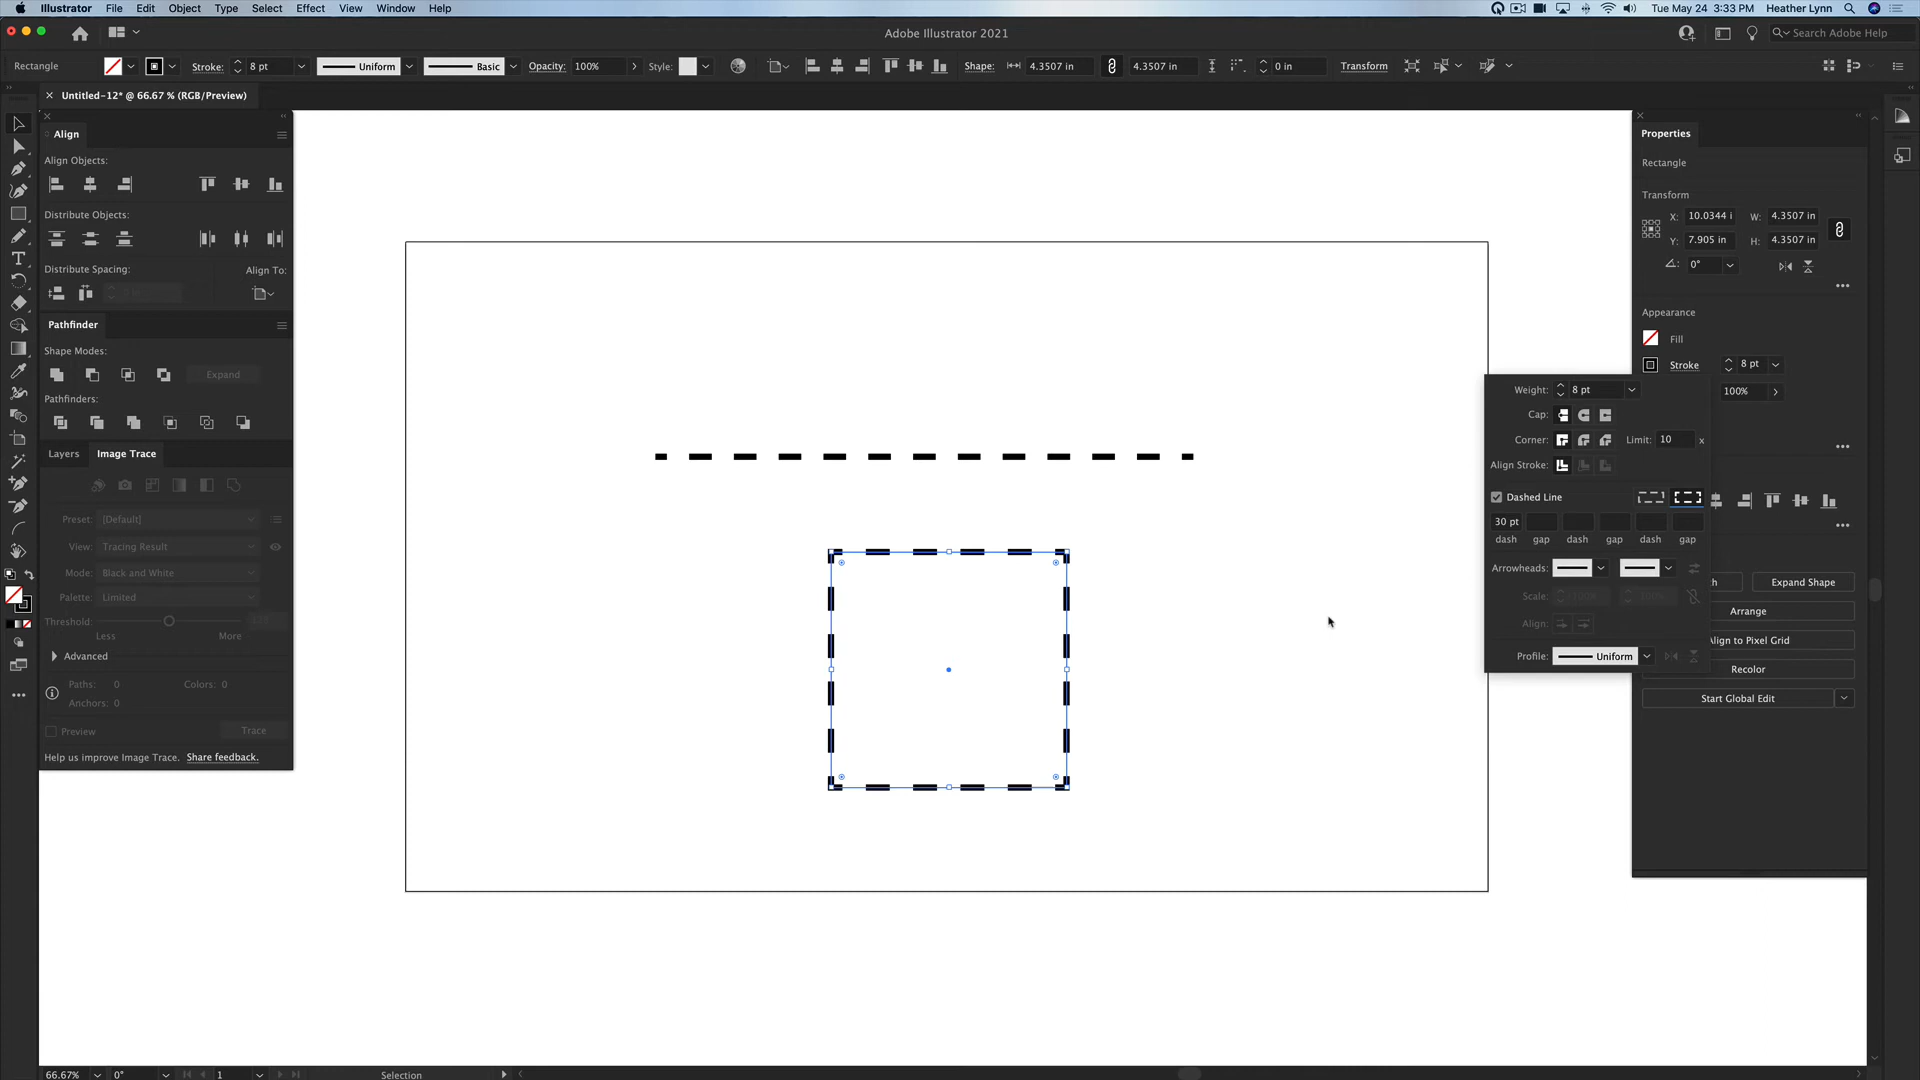 Illustrator File Edit Object Type Select Effect View Window Help
Tue May 24 3:33 PM Heather Lynn
Adobe Illustrator 2021
Search Adobe Help
Rectangle Stroke: 8 pt Uniform Basic Opacity: 100% Style: Shape: 4.3507 in 4.3507 in 0 in Transform
× Untitled-12* @ 66.67 % (RGB/Preview)
Align
Align Objects:
Distribute Objects:
Distribute Spacing:
Align To:
0 in
Pathfinder
Shape Modes:
Expand
Pathfinders:
Layers Image Trace
Preset: [Default]
View: Tracing Result
Mode: Black and White
Palette: Limited
Threshold:
Less More
Advanced
Paths: 0 Colors: 0
Anchors: 0
Preview Trace
Help us improve Image Trace. Share feedback.
Properties
Rectangle
Transform
X: 10.0344 i W: 4.3507 in
Y: 7.905 in H: 4.3507 in
0°
Appearance
Fill
Stroke 8 pt
100%
Weight: 8 pt
Cap:
Corner: Limit: 10 x
Align Stroke:
Dashed Line
30 pt
dash gap dash gap dash gap
Arrowheads:
Scale: 100% 100%
Align:
Profile: Uniform
th Expand Shape
Arrange
Align to Pixel Grid
Recolor
Start Global Edit
66.67% 0° 1 Selection